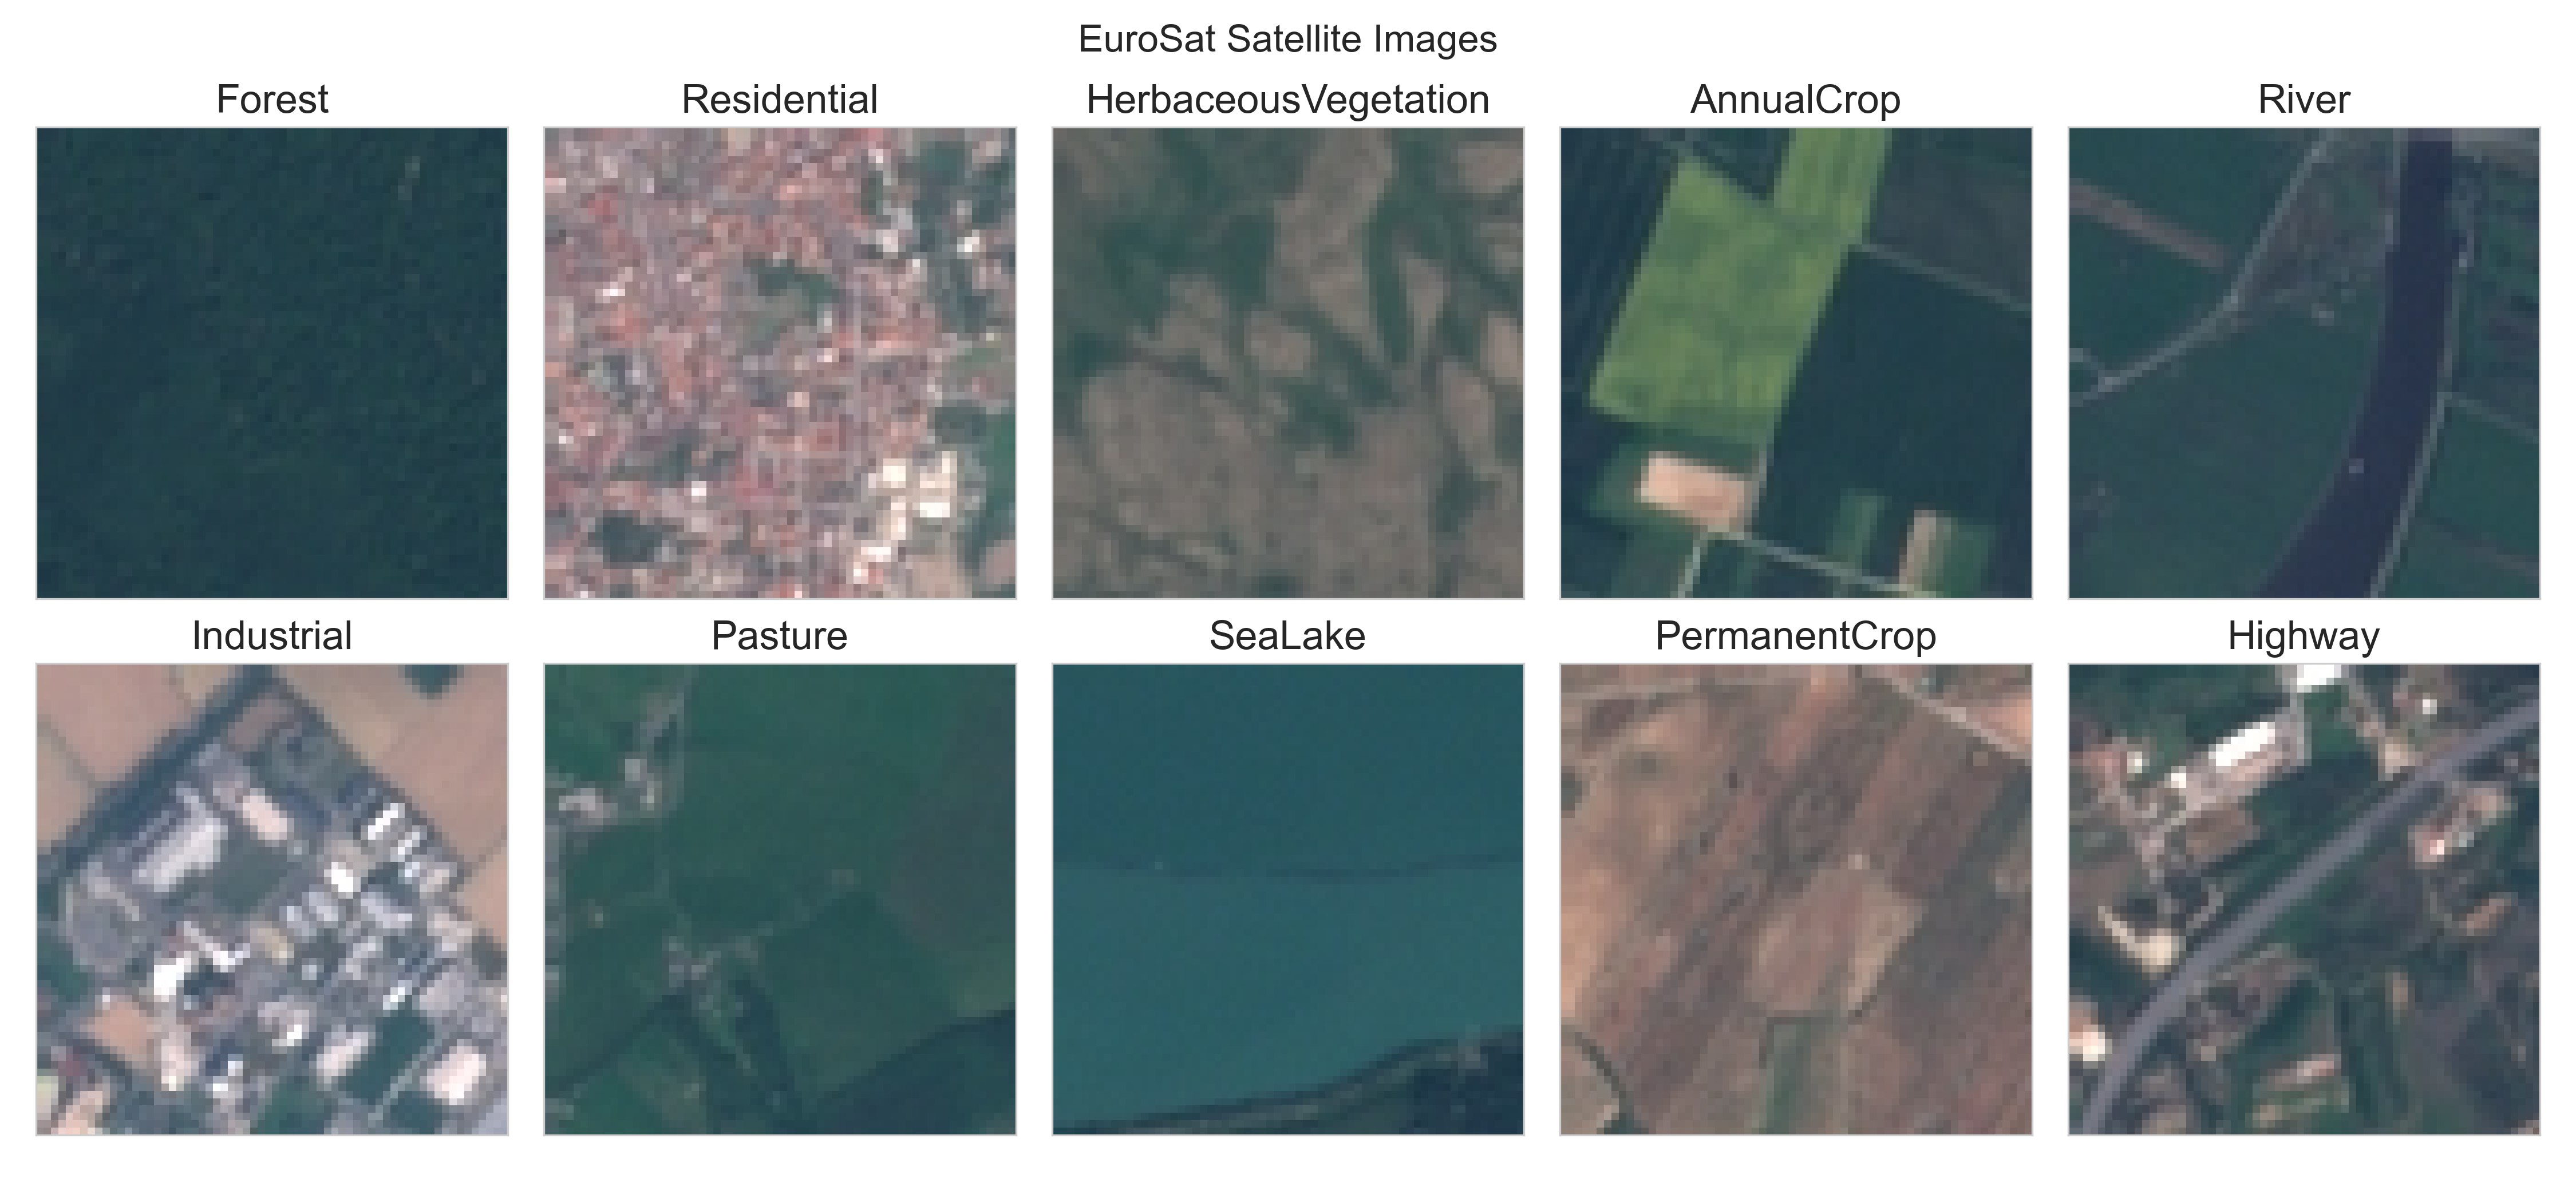 EuroSat Satellite Images
Forest
Residential
HerbaceousVegetation
AnnualCrop
River
Industrial
Pasture
SeaLake
PermanentCrop
Highway